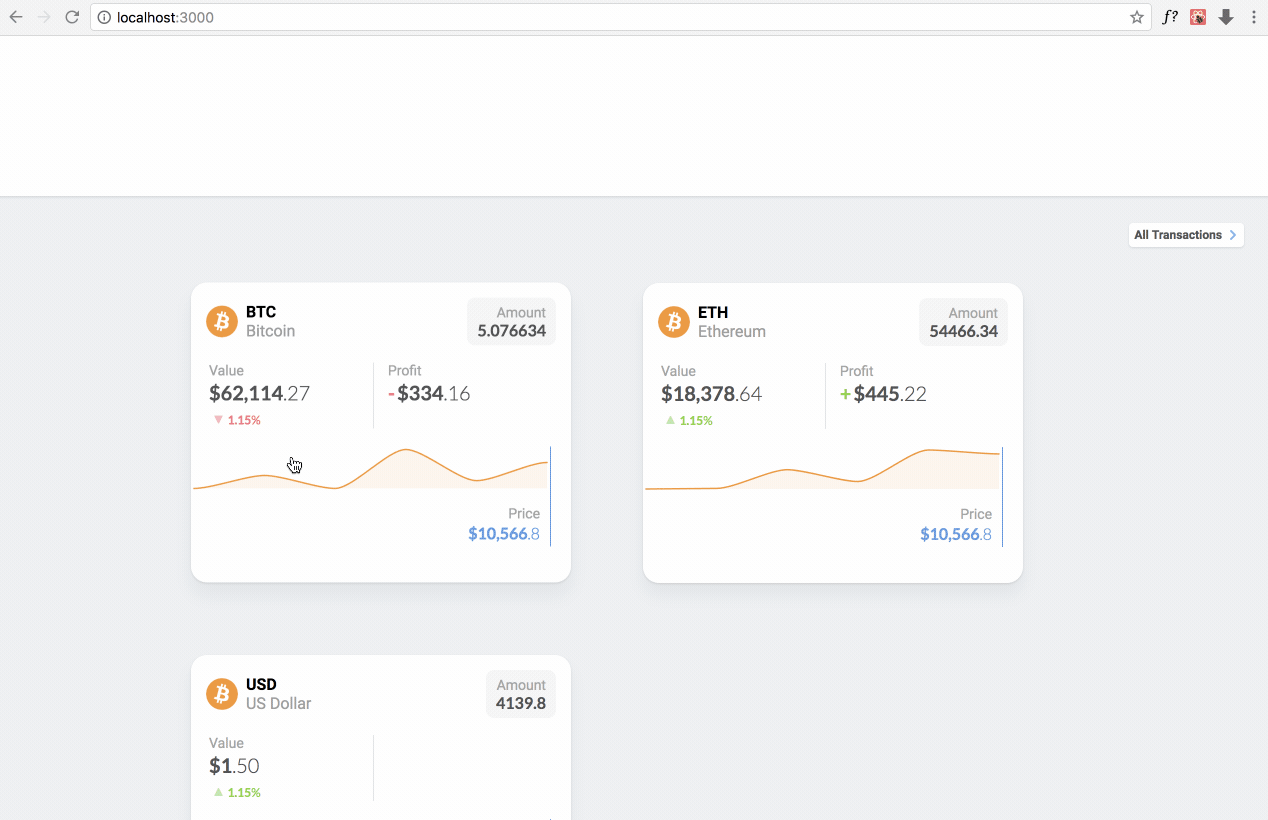 localhost:3000
f?
All Transactions
BTC
Bitcoin
Amount
5.076634
Value
$62,114.27
1.15%
Profit
-$334.16
Price
$10,566.8
ETH
Ethereum
Amount
54466.34
Value
$18,378.64
1.15%
Profit
+$445.22
Price
$10,566.8
USD
US Dollar
Amount
4139.8
Value
$1.50
1.15%